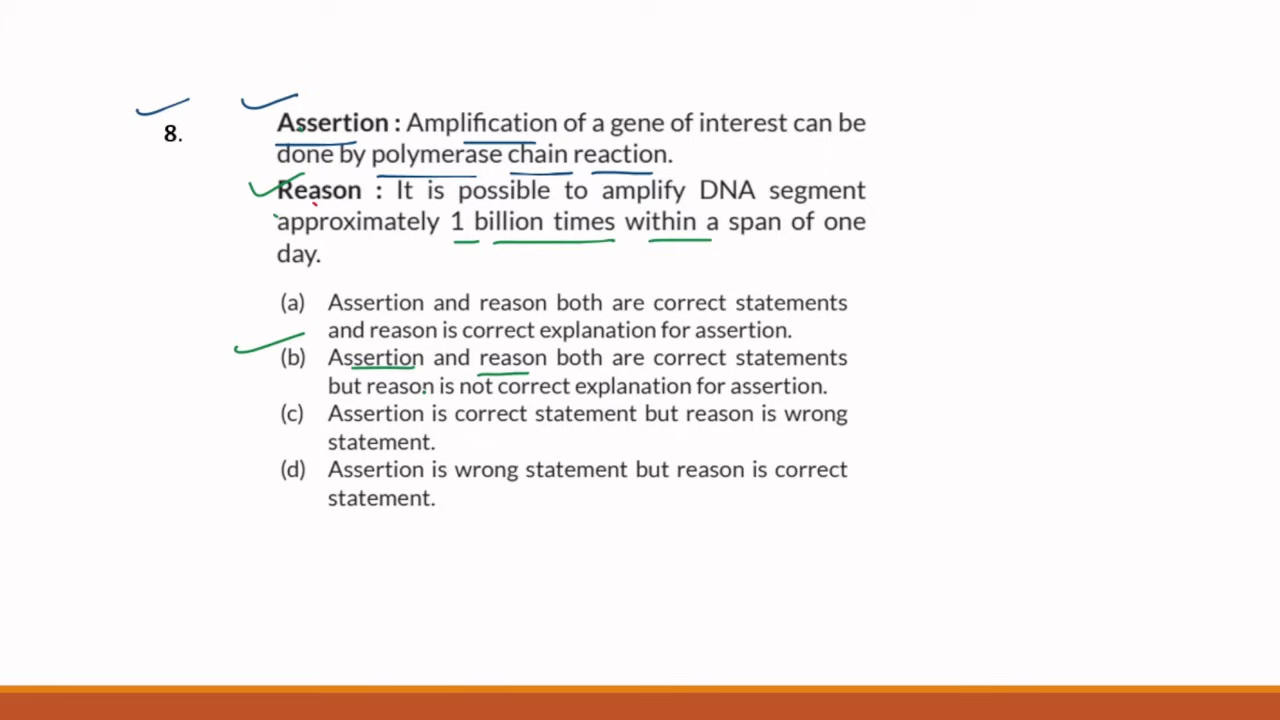 8.
Assertion : Amplification of a gene of interest can be
done by polymerase chain reaction.
Reason : It is possible to amplify DNA segment
approximately 1 billion times within a span of one
day.
(a) Assertion and reason both are correct statements
and reason is correct explanation for assertion.
(b) Assertion and reason both are correct statements
but reason is not correct explanation for assertion.
(c) Assertion is correct statement but reason is wrong
statement.
(d) Assertion is wrong statement but reason is correct
statement.